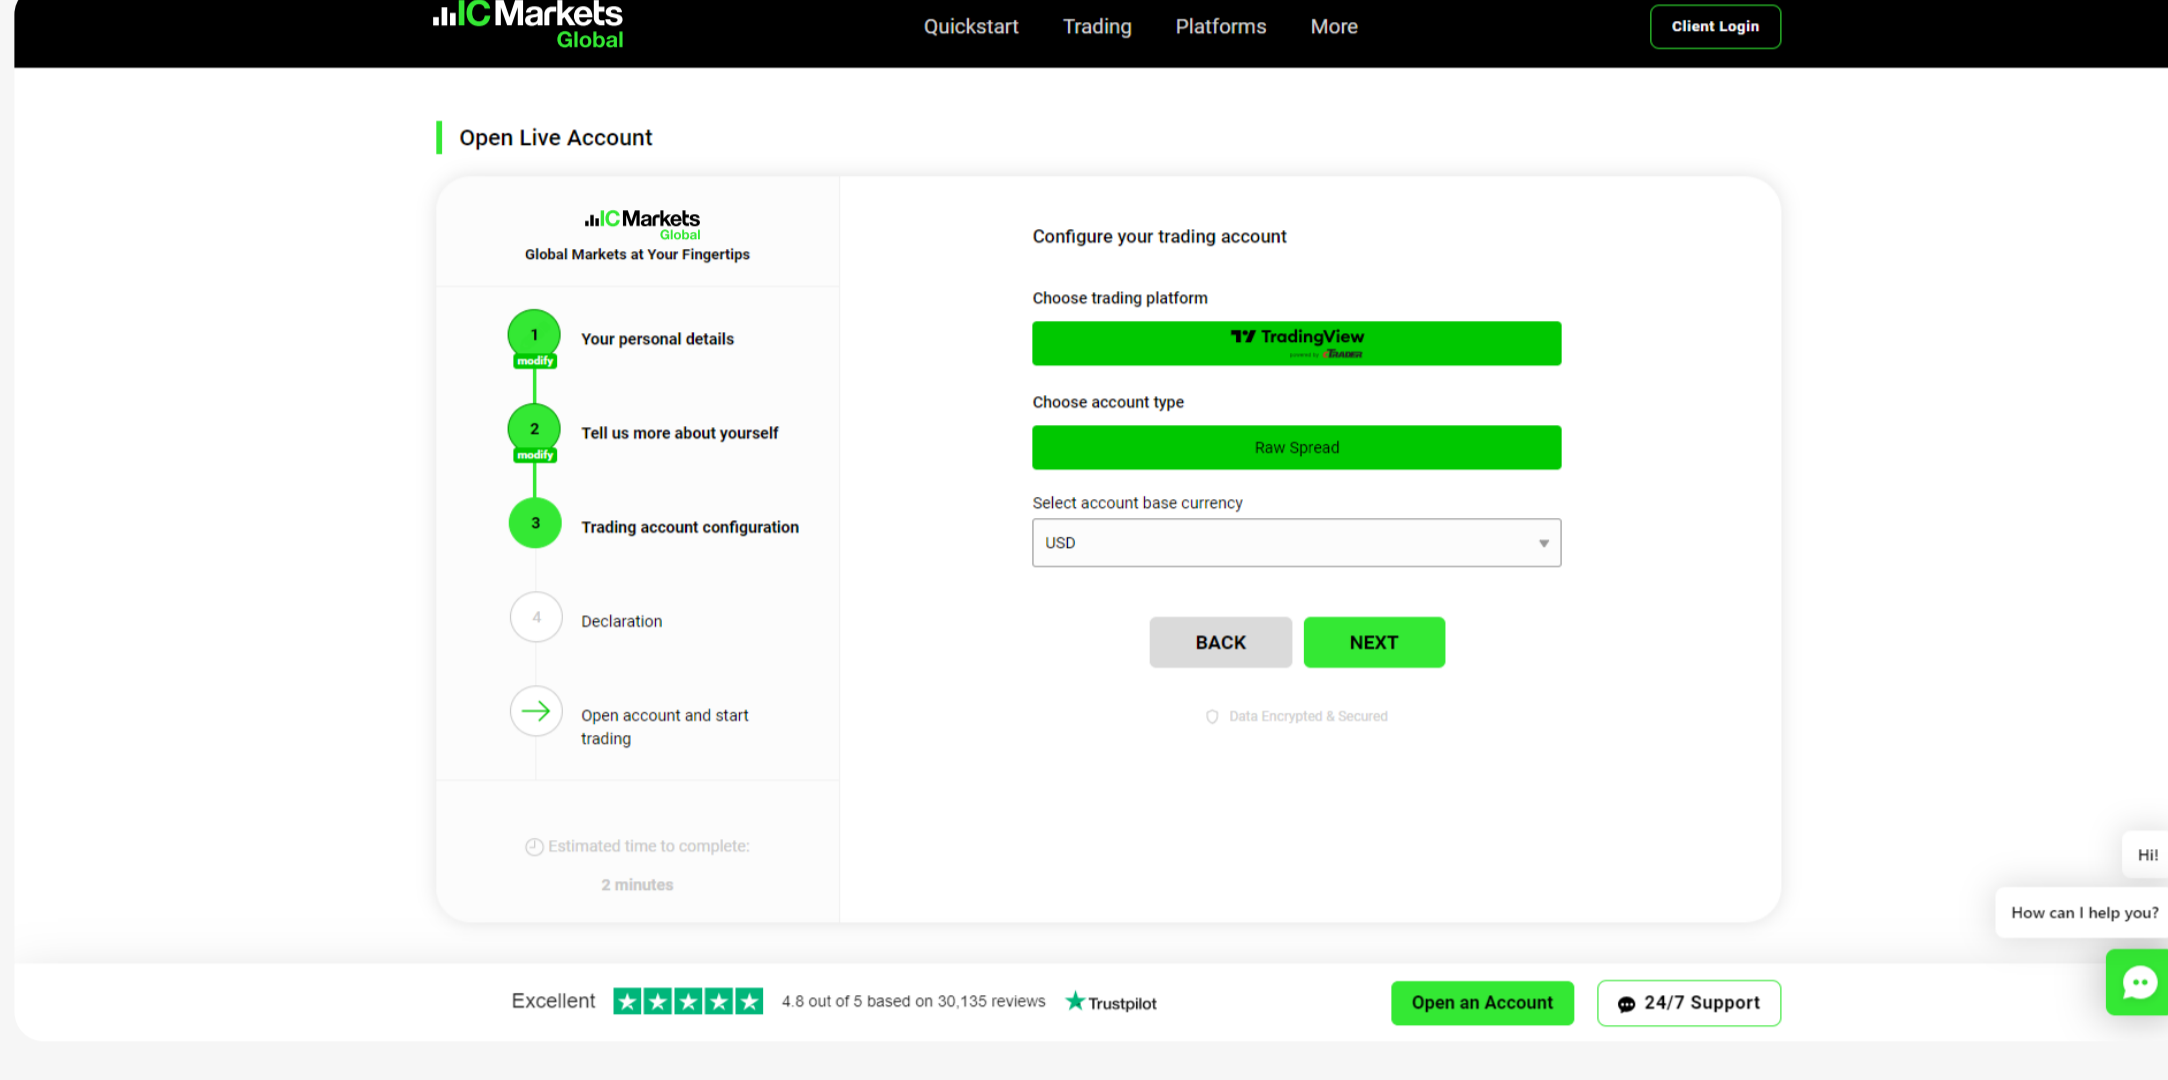 IC Markets
Global
Quickstart
Trading
Platforms
More
Client Login
Open Live Account
IC Markets
Global
Global Markets at Your Fingertips
1
modify
Your personal details
2
modify
Tell us more about yourself
3
Trading account configuration
4
Declaration
Open account and start
trading
Estimated time to complete:
2 minutes
Configure your trading account
Choose trading platform
TradingView
powered by cTRADER
Choose account type
Raw Spread
Select account base currency
USD
BACK
NEXT
Data Encrypted & Secured
Hi!
How can I help you?
Excellent
4.8 out of 5 based on 30,135 reviews
Trustpilot
Open an Account
24/7 Support